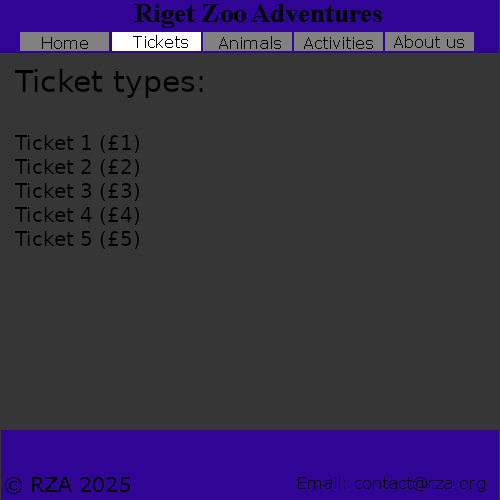 Riget Zoo Adventures
Home Tickets Animals Activities About us
Ticket types:
Ticket 1 (£1)
Ticket 2 (£2)
Ticket 3 (£3)
Ticket 4 (£4)
Ticket 5 (£5)
© RZA 2025 Email: contact@rza.org